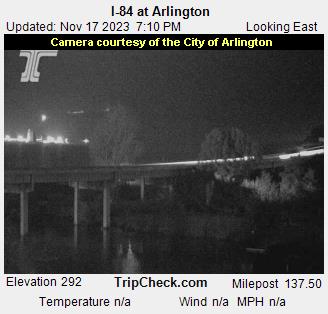 I-84 at Arlington
Updated: Nov 17 2023 7:10 PM Looking East
Camera courtesy of the City of Arlington
Elevation 292 TripCheck.com Milepost 137.50
Temperature n/a Wind n/a MPH n/a